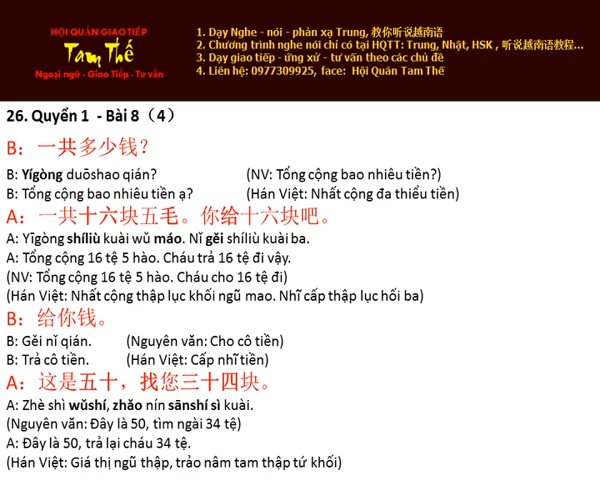 HỘI QUÁN GIAO TIẾP
Tam Thế
Ngoại ngữ - Giao Tiếp - Tư vấn
1. Dạy Nghe - nói - phản xạ Trung, 教你听说越南语
2. Chương trình nghe nói chỉ có tại HQTT: Trung, Nhật, HSK , 听说越南语教程...
3. Dạy giao tiếp - ứng xử - tư vấn theo các chủ đề
4. Liên hệ: 0977309925, face: Hội Quán Tam Thế
26. Quyển 1 - Bài 8（4）
B：一共多少钱？
B: Yígòng duōshao qián? (NV: Tổng cộng bao nhiêu tiền?)
B: Tổng cộng bao nhiêu tiền ạ? (Hán Việt: Nhất cộng đa thiểu tiền)
A：一共十六块五毛。你给十六块吧。
A: Yīgòng shíliù kuài wǔ máo. Nǐ gěi shíliù kuài ba.
A: Tổng cộng 16 tệ 5 hào. Cháu trả 16 tệ đi vậy.
(NV: Tổng cộng 16 tệ 5 hào. Cháu cho 16 tệ đi)
(Hán Việt: Nhất cộng thập lục khối ngũ mao. Nhĩ cấp thập lục hối ba)
B：给你钱。
B: Gěi nǐ qián. (Nguyên văn: Cho cô tiền)
B: Trả cô tiền. (Hán Việt: Cấp nhĩ tiền)
A：这是五十，找您三十四块。
A: Zhè shì wǔshí, zhǎo nín sānshí sì kuài.
(Nguyên văn: Đây là 50, tìm ngài 34 tệ)
A: Đây là 50, trả lại cháu 34 tệ.
(Hán Việt: Giá thị ngũ thập, trảo nâm tam thập tứ khối)